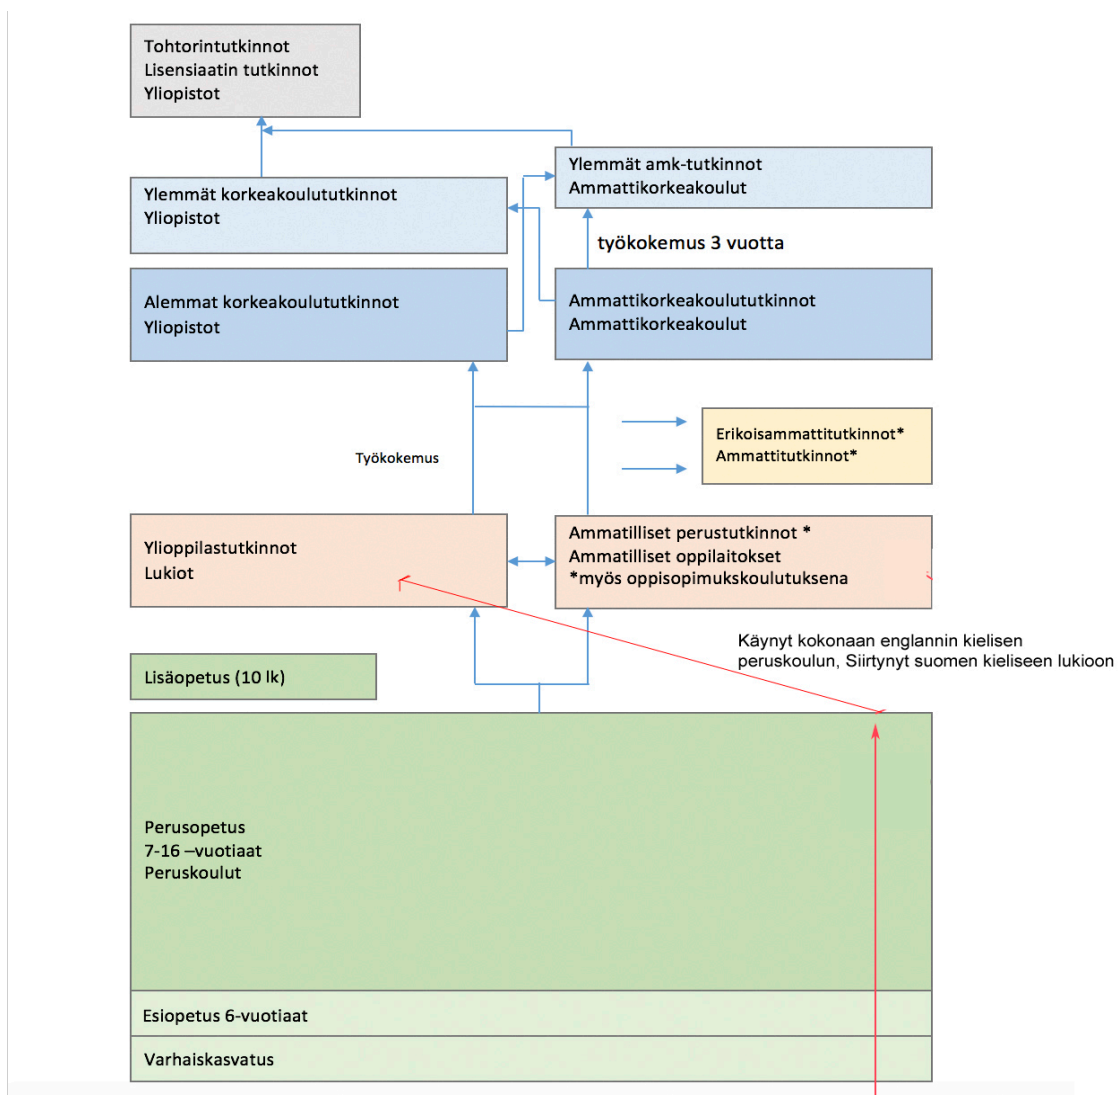 Tohtorintutkinnot
Lisensiaatin tutkinnot
Yliopistot
Ylemmät amk-tutkinnot
Ammattikorkeakoulut
Ylemmät korkeakoulututkinnot
Yliopistot
työkokemus 3 vuotta
Alemmat korkeakoulututkinnot
Yliopistot
Ammattikorkeakoulututkinnot
Ammattikorkeakoulut
Erikoisammattitutkinnot*
Ammattitutkinnot*
Työkokemus
Ylioppilastutkinnot
Lukiot
Ammatilliset perustutkinnot *
Ammatilliset oppilaitokset
*myös oppisopimukskoulutuksena
Käynyt kokonaan englannin kielisen
peruskoulun, Siirtynyt suomen kieliseen lukioon
Lisäopetus (10 lk)
Perusopetus
7-16 –vuotiaat
Peruskoulut
Esiopetus 6-vuotiaat
Varhaiskasvatus